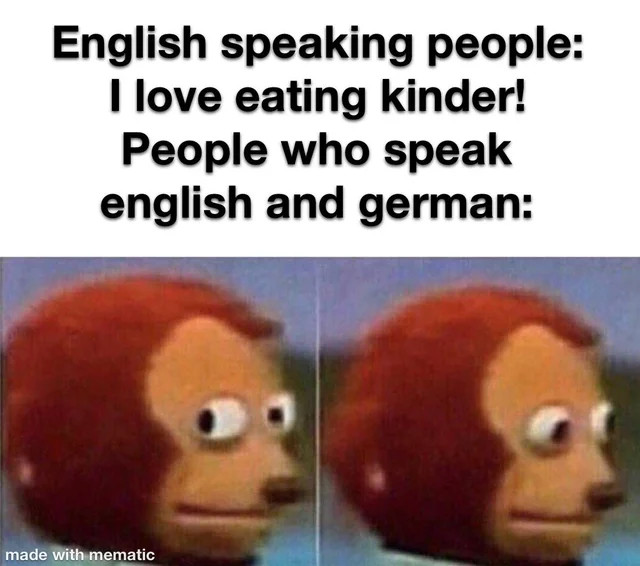 English speaking people:
I love eating kinder!
People who speak
english and german:
made with mematic